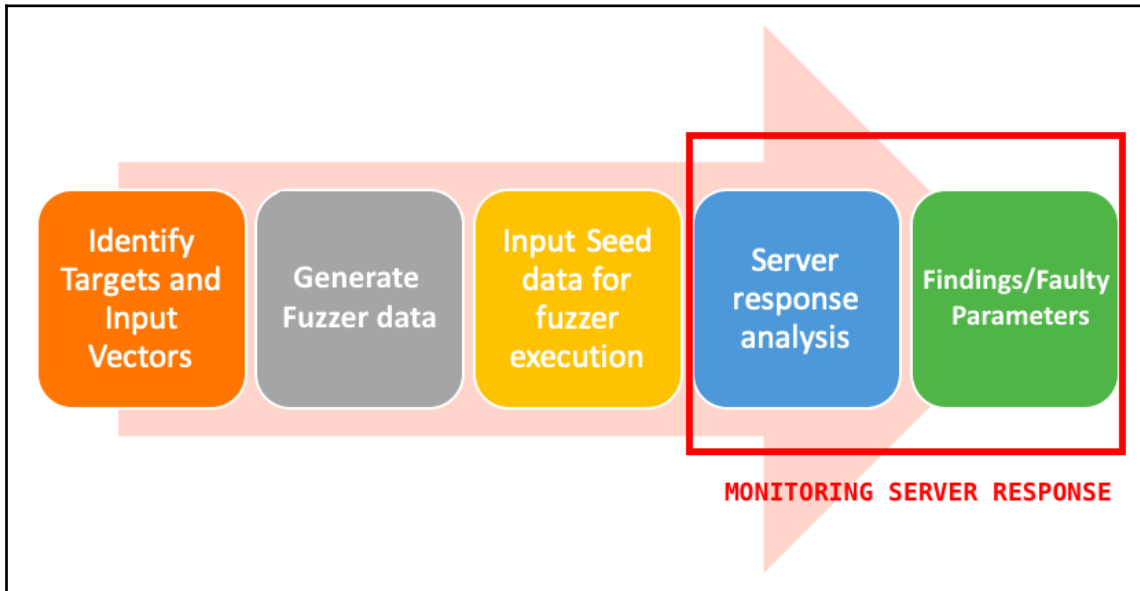 Identify
Targets and
Input
Vectors
Generate
Fuzzer data
Input Seed
data for
fuzzer
execution
Server
response
analysis
Findings/Faulty
Parameters
MONITORING SERVER RESPONSE